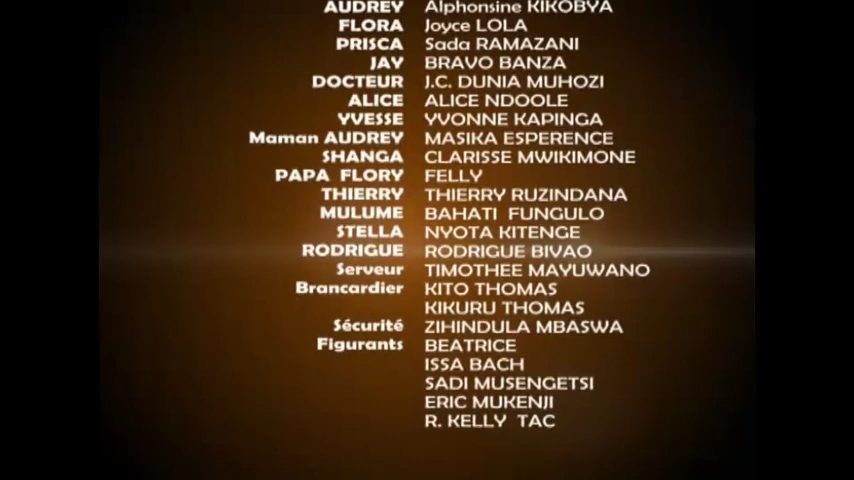 AUDREY Alphonsine KIKOBYA
FLORA Joyce LOLA
PRISCA Sada RAMAZANI
JAY BRAVO BANZA
DOCTEUR J.C. DUNIA MUHOZI
ALICE ALICE NDOOLE
YVESSE YVONNE KAPINGA
Maman AUDREY MASIKA ESPERENCE
SHANGA CLARISSE MWIKIMONE
PAPA FLORY FELLY
THIERRY THIERRY RUZINDANA
MULUME BAHATI FUNGULO
STELLA NYOTA KITENGE
RODRIGUE RODRIGUE BIVAO
Serveur TIMOTHEE MAYUWANO
Brancardier KITO THOMAS
KIKURU THOMAS
Sécurité ZIHINDULA MBASWA
Figurants BEATRICE
ISSA BACH
SADI MUSENGETSI
ERIC MUKENJI
R. KELLY TAC